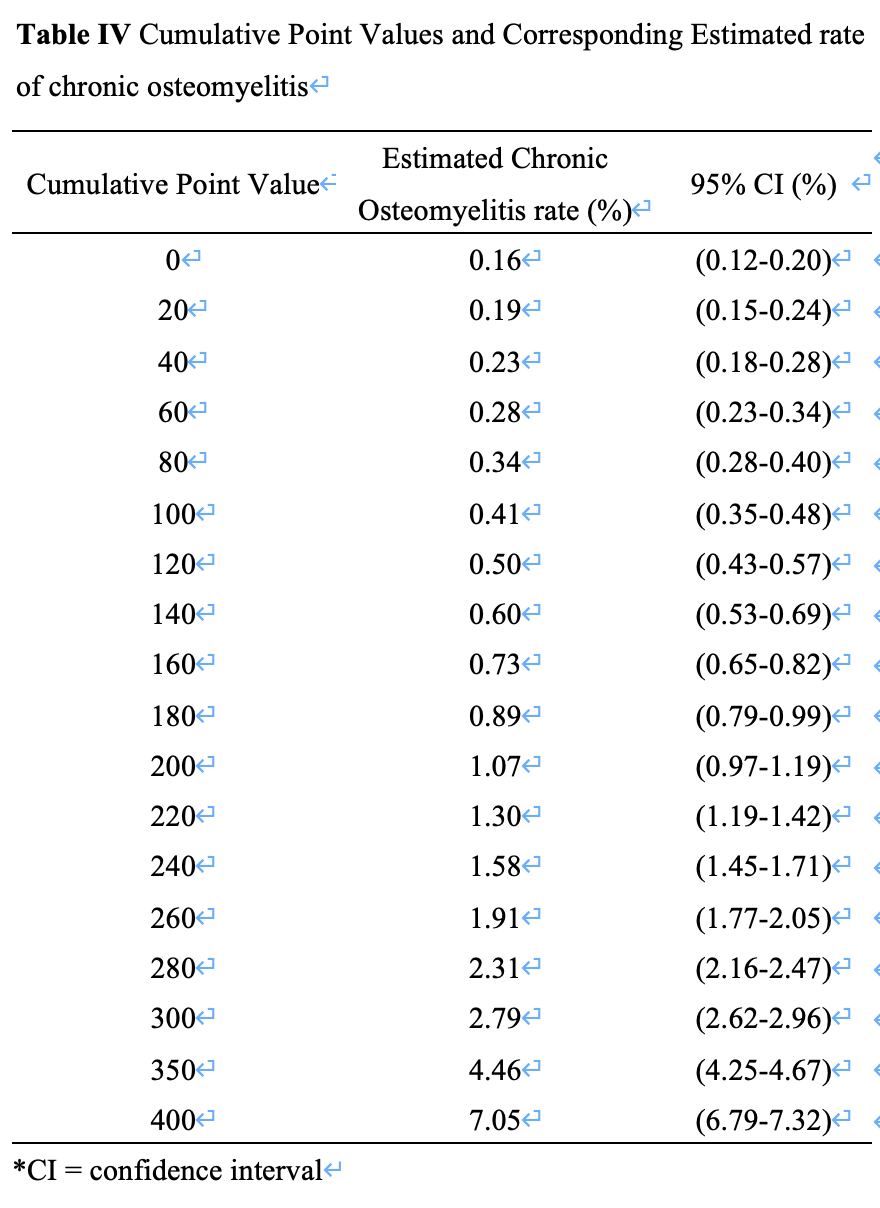 Table IV Cumulative Point Values and Corresponding Estimated rate
of chronic osteomyelitis
Cumulative Point Value Estimated Chronic Osteomyelitis rate (%) 95% CI (%)
0 0.16 (0.12-0.20)
20 0.19 (0.15-0.24)
40 0.23 (0.18-0.28)
60 0.28 (0.23-0.34)
80 0.34 (0.28-0.40)
100 0.41 (0.35-0.48)
120 0.50 (0.43-0.57)
140 0.60 (0.53-0.69)
160 0.73 (0.65-0.82)
180 0.89 (0.79-0.99)
200 1.07 (0.97-1.19)
220 1.30 (1.19-1.42)
240 1.58 (1.45-1.71)
260 1.91 (1.77-2.05)
280 2.31 (2.16-2.47)
300 2.79 (2.62-2.96)
350 4.46 (4.25-4.67)
400 7.05 (6.79-7.32)
*CI = confidence interval